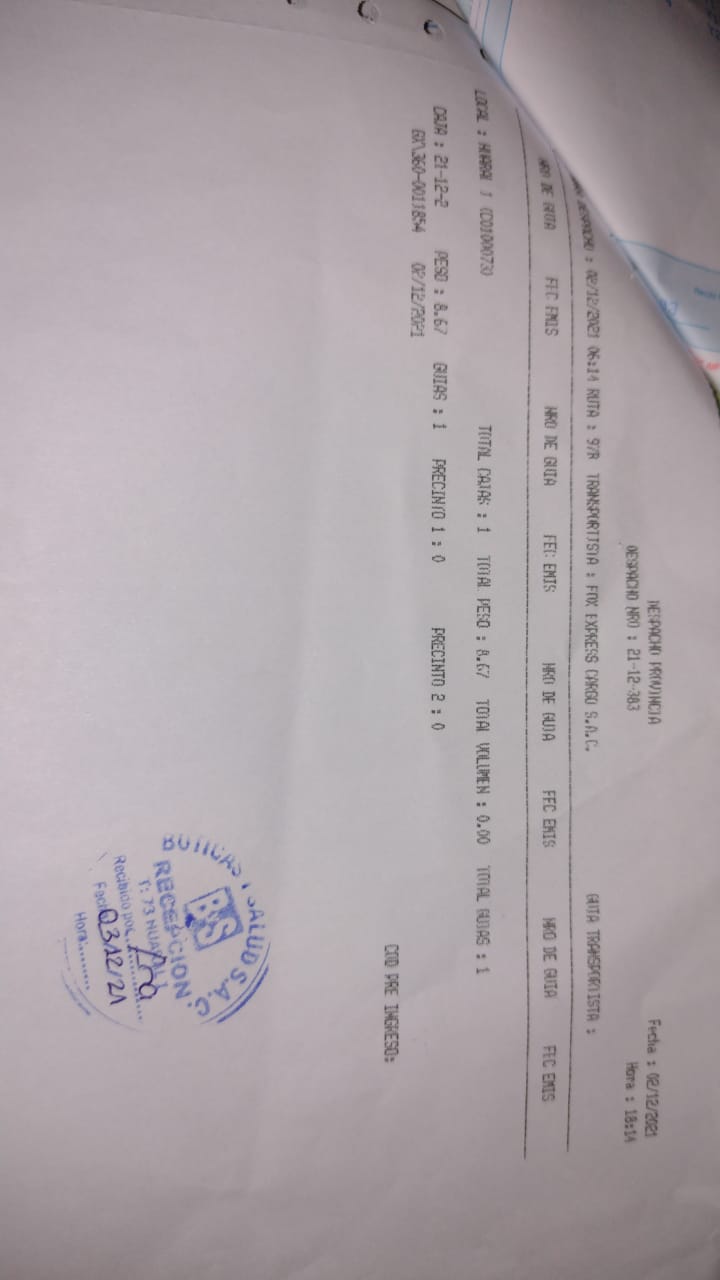 DESPACHO PROVINCIA
Fecha : 02/12/2021
DESPACHO NRO : 21-12-383
Hora : 18:14
DESPACHO : 02/12/2021 06:14 RUTA : 97R TRANSPORTISTA : FOX EXPRESS CARGO S.A.C. GUIA TRANSPORTISTA :
NRO DE GUIA FEC EMIS NRO DE GUIA FEC EMIS NRO DE GUIA FEC EMIS NRO DE GUIA FEC EMIS
LOCAL : HUARAL 1 (CO100073) TOTAL CAJAS : 1 TOTAL PESO : 8.67 TOTAL VOLUMEN : 0.00 TOTAL GUIAS : 1
CAJA : 21-12-2 PESO : 8.67 GUIAS : 1 PRECINTO 1 : 0 PRECINTO 2 : 0
02/12/2021
COD PRE INGRESO:
SALUD S.A.C.
BS
RECEPCION
T: 73 HUARAL
Recibido por:
03/12/21
Hora:.........